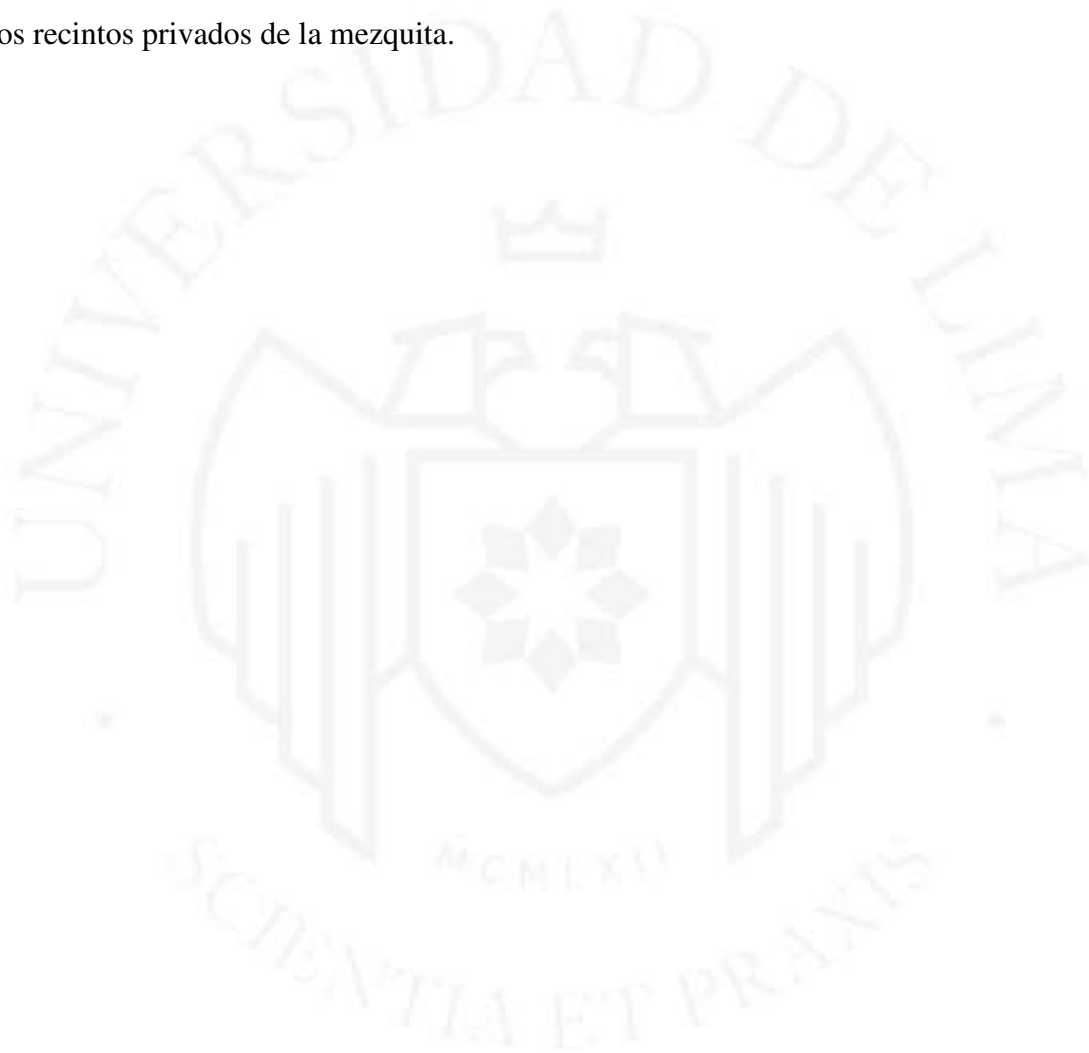 os recintos privados de la mezquita.
UNIVERSIDAD DE LIMA
MCMLXII
SCIENTIA ET PRAXIS